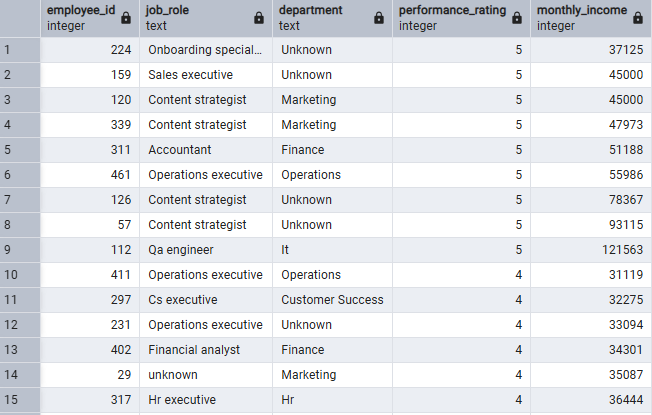 employee_id job_role department performance_rating monthly_income
integer text text integer integer
1 224 Onboarding special... Unknown 5 37125
2 159 Sales executive Unknown 5 45000
3 120 Content strategist Marketing 5 45000
4 339 Content strategist Marketing 5 47973
5 311 Accountant Finance 5 51188
6 461 Operations executive Operations 5 55986
7 126 Content strategist Unknown 5 78367
8 57 Content strategist Unknown 5 93115
9 112 Qa engineer It 5 121563
10 411 Operations executive Operations 4 31119
11 297 Cs executive Customer Success 4 32275
12 231 Operations executive Unknown 4 33094
13 402 Financial analyst Finance 4 34301
14 29 unknown Marketing 4 35087
15 317 Hr executive Hr 4 36444